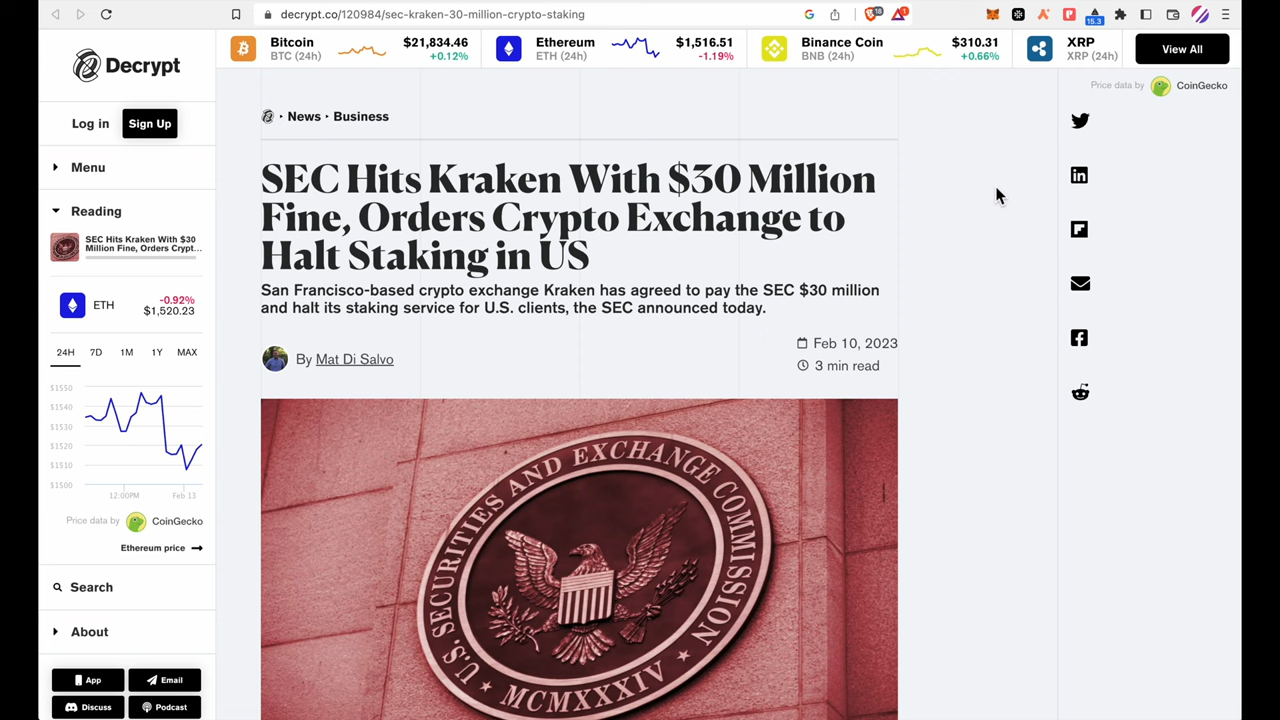 decrypt.co/120984/sec-kraken-30-million-crypto-staking
18
1
15.3
Decrypt
Bitcoin
BTC (24h)
$21,834.46
+0.12%
Ethereum
ETH (24h)
$1,516.51
-1.19%
Binance Coin
BNB (24h)
$310.31
+0.66%
XRP
XRP (24h)
View All
Price data by CoinGecko
Log in
Sign Up
Menu
Reading
SEC Hits Kraken With $30
Million Fine, Orders Crypt...
ETH
-0.92%
$1,520.23
24H 7D 1M 1Y MAX
$1550
$1540
$1530
$1520
$1510
$1500
12:00PM Feb 13
Price data by CoinGecko
Ethereum price
Search
About
App
Email
Discuss
Podcast
· News · Business
SEC Hits Kraken With $30 Million
Fine, Orders Crypto Exchange to
Halt Staking in US
San Francisco-based crypto exchange Kraken has agreed to pay the SEC $30 million
and halt its staking service for U.S. clients, the SEC announced today.
By Mat Di Salvo
Feb 10, 2023
3 min read
U.S. SECURITIES AND EXCHANGE COMMISSION
MCMXXXIV